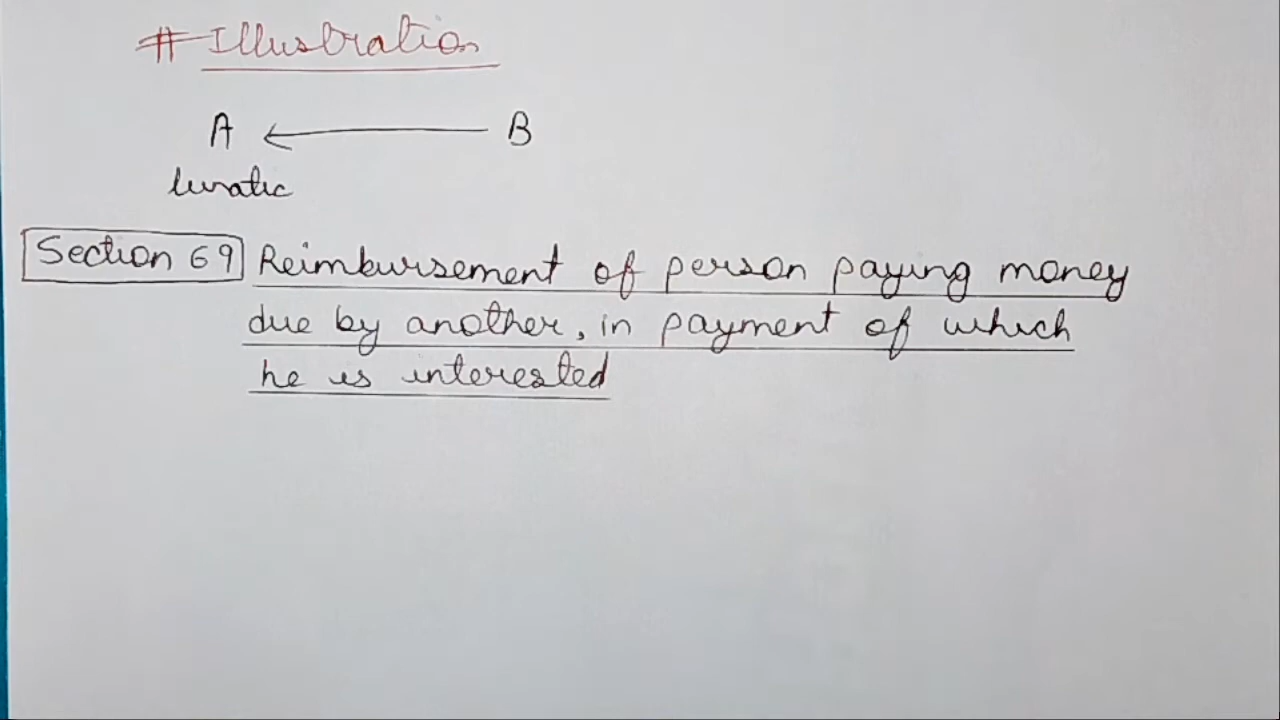 # Illustration
A ← B
lunatic
Section 69 Reimbursement of person paying money
due by another, in payment of which
he is interested